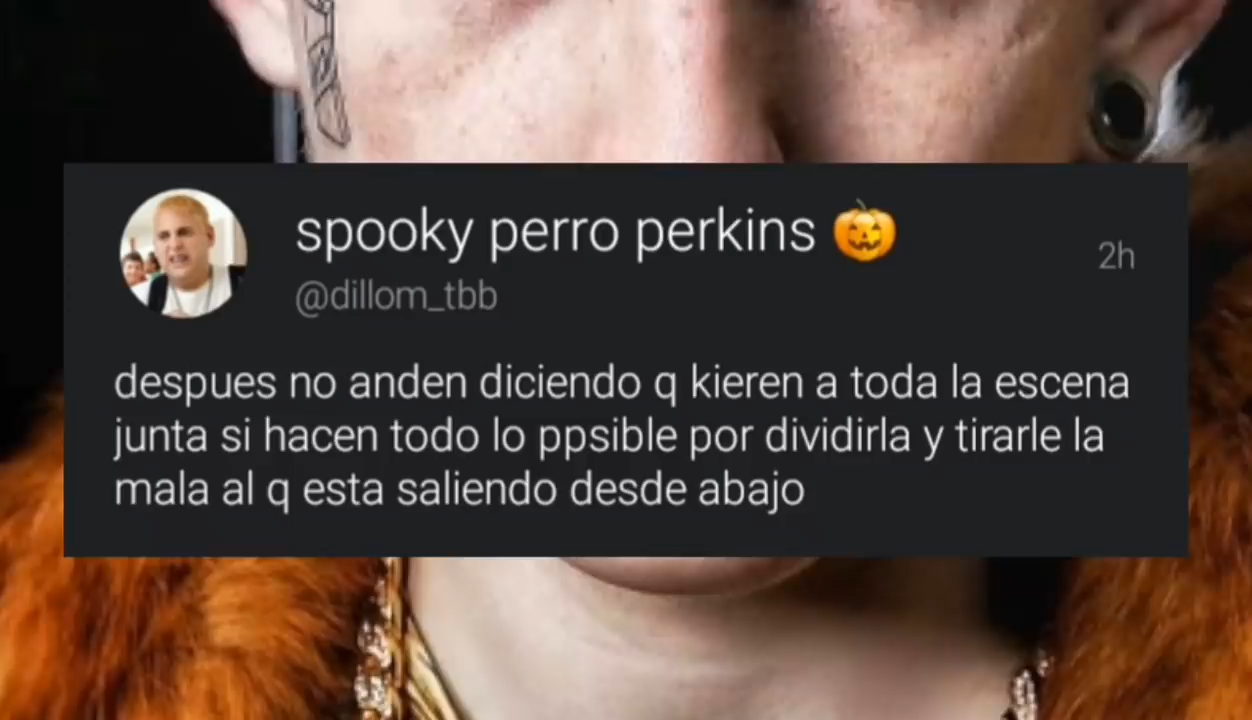 spooky perro perkins 🎃
2h
@dillom_tbb
despues no anden diciendo q kieren a toda la escena
junta si hacen todo lo ppsible por dividirla y tirarle la
mala al q esta saliendo desde abajo